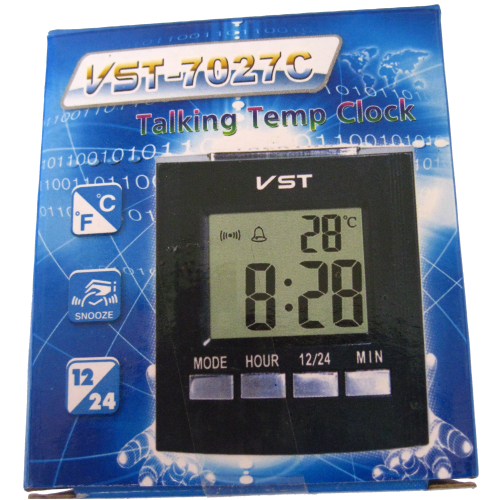 VST-7027C
Talking Temp Clock
VST
°C
°F
28°C
8:28
SNOOZE
MODE HOUR 12/24 MIN
12/24